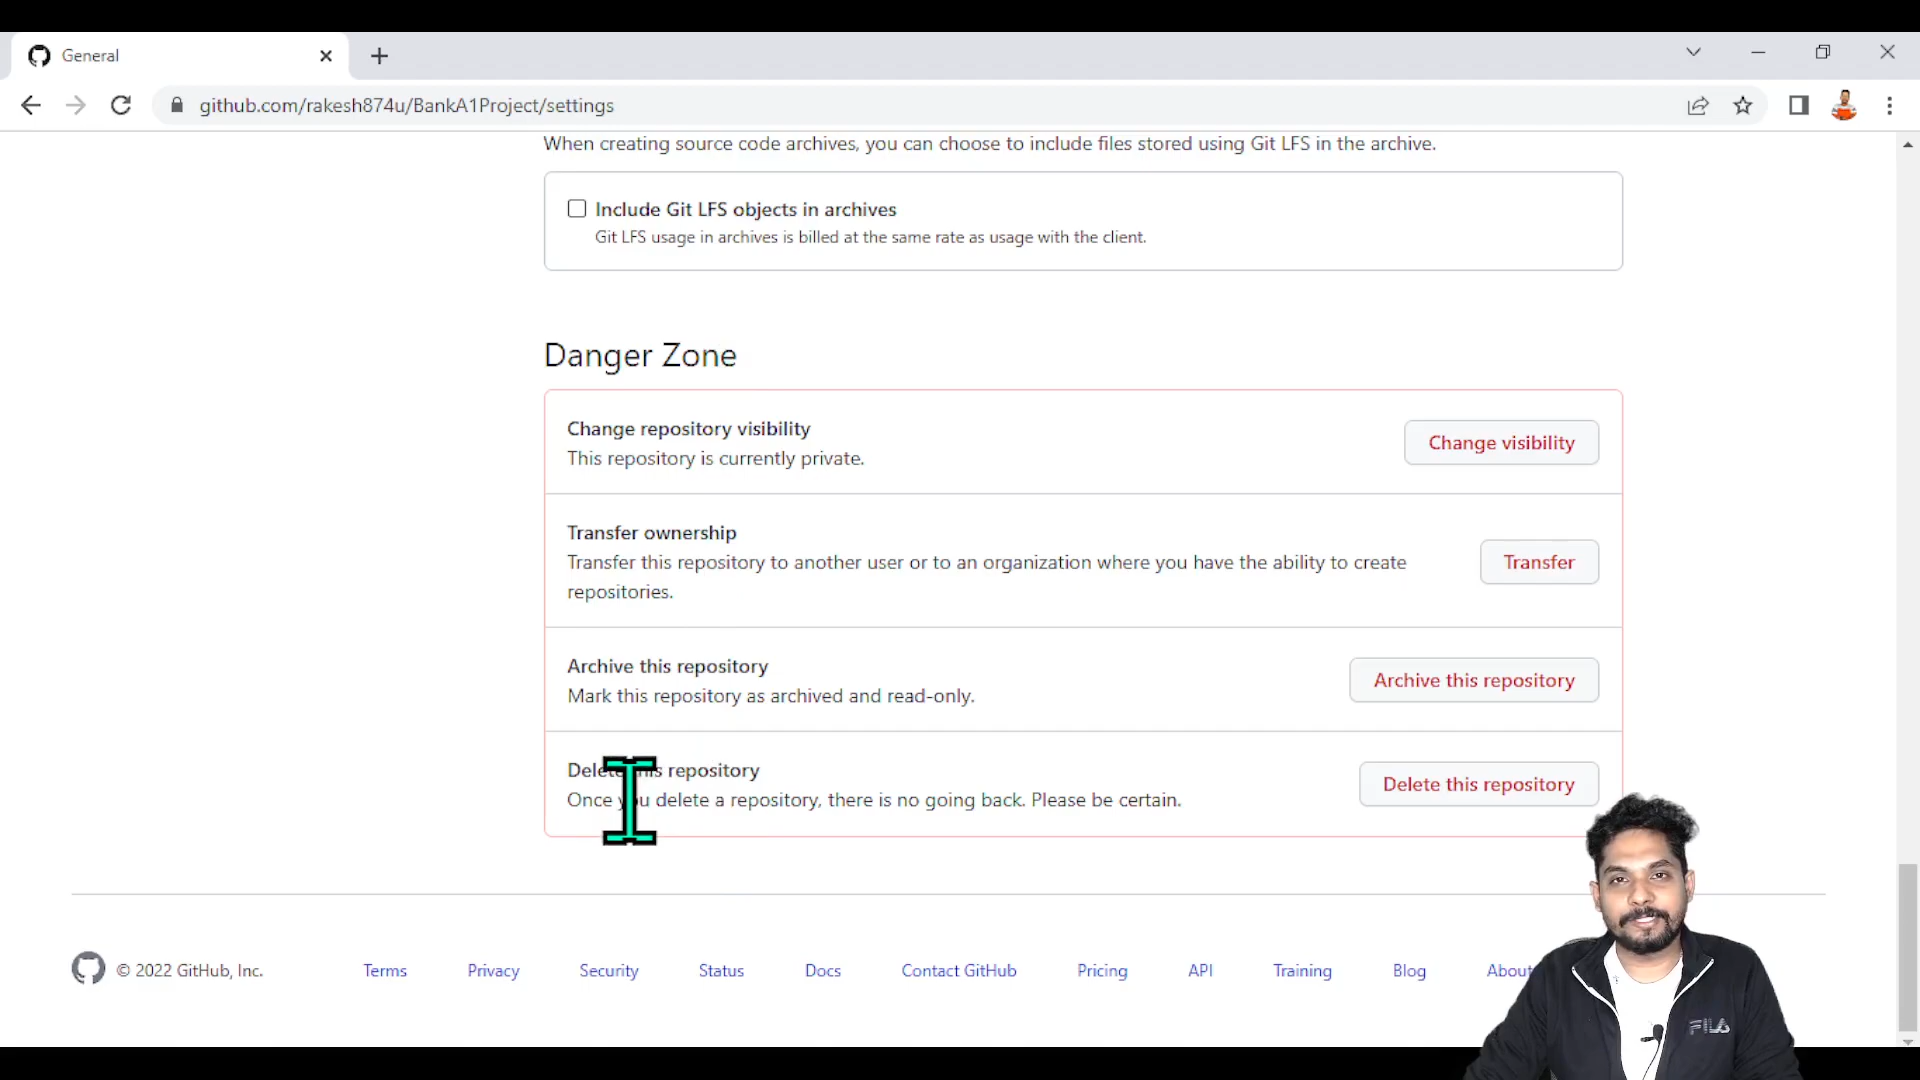 General
github.com/rakesh874u/BankA1Project/settings
When creating source code archives, you can choose to include files stored using Git LFS in the archive.
Include Git LFS objects in archives
Git LFS usage in archives is billed at the same rate as usage with the client.
Danger Zone
Change repository visibility
This repository is currently private.
Change visibility
Transfer ownership
Transfer this repository to another user or to an organization where you have the ability to create
repositories.
Transfer
Archive this repository
Mark this repository as archived and read-only.
Archive this repository
Delete this repository
Once you delete a repository, there is no going back. Please be certain.
Delete this repository
© 2022 GitHub, Inc. Terms Privacy Security Status Docs Contact GitHub Pricing API Training Blog About
FILA